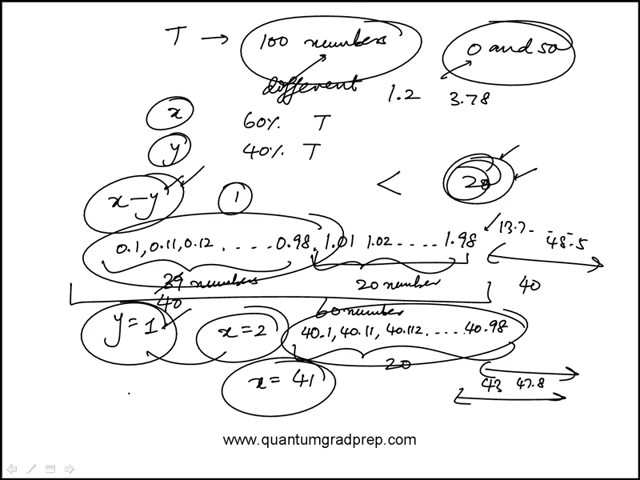 T → 100 numbers 0 and 50
different 1.2 3.78
x 60% T
y 40% T
x-y < 20
1
0.1, 0.11, 0.12 ..... 0.98, 1.01 1.02 ..... 1.98 13.7.. -48.5
39 numbers 20 number 40
40 60 number
y = 1 x = 2 40.1, 40.11, 40.112 .... 40.98
20
x = 41 43 47.8
www.quantumgradprep.com